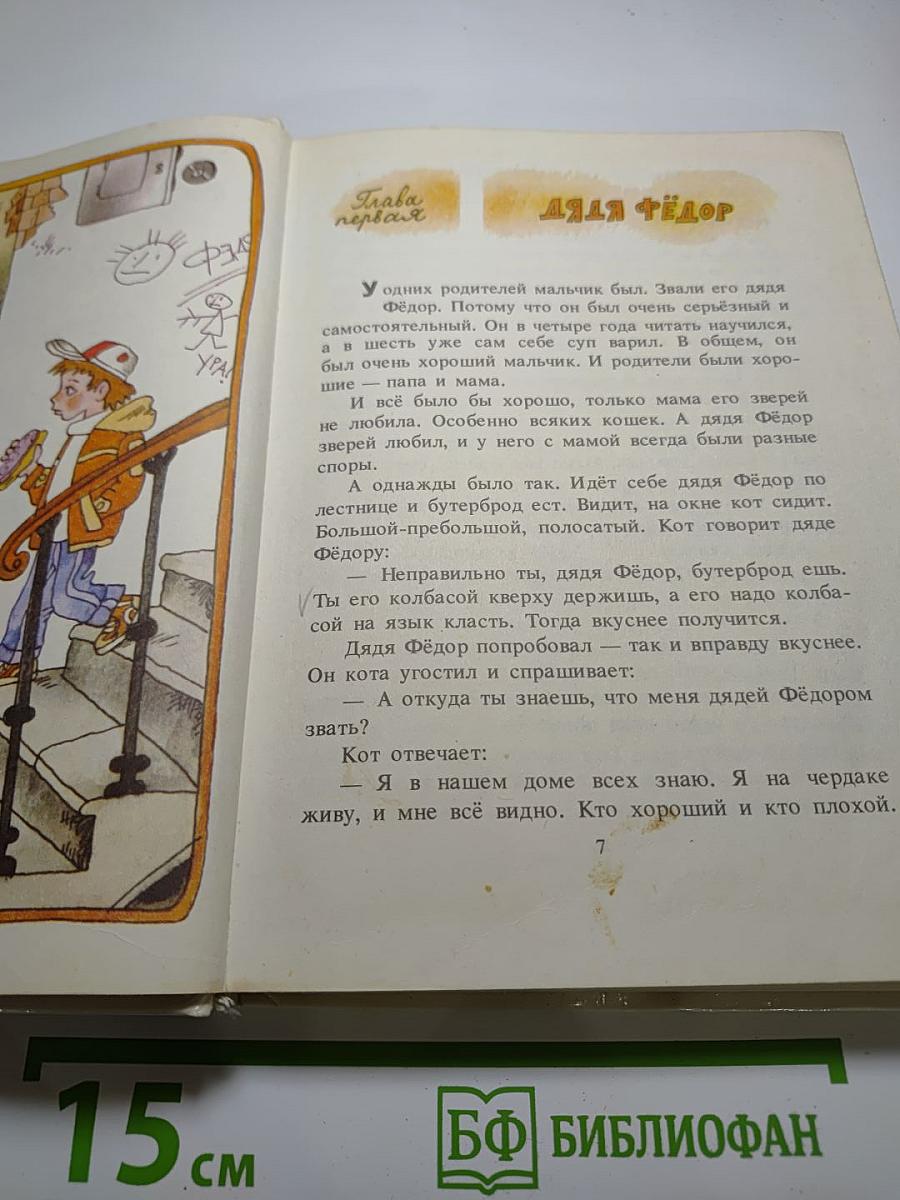 ФЭДЯ
УРА!
Глава
первая
ДЯДЯ ФЁДОР
У одних родителей мальчик был. Звали его дядя
Фёдор. Потому что он был очень серьёзный и
самостоятельный. Он в четыре года читать научился,
а в шесть уже сам себе суп варил. В общем, он
был очень хороший мальчик. И родители были хоро-
шие — папа и мама.
И всё было бы хорошо, только мама его зверей
не любила. Особенно всяких кошек. А дядя Фёдор
зверей любил, и у него с мамой всегда были разные
споры.
А однажды было так. Идёт себе дядя Фёдор по
лестнице и бутерброд ест. Видит, на окне кот сидит.
Большой-пребольшой, полосатый. Кот говорит дяде
Фёдору:
— Неправильно ты, дядя Фёдор, бутерброд ешь.
Ты его колбасой кверху держишь, а его надо колба-
сой на язык класть. Тогда вкуснее получится.
Дядя Фёдор попробовал — так и вправду вкуснее.
Он кота угостил и спрашивает:
— А откуда ты знаешь, что меня дядей Фёдором
звать?
Кот отвечает:
— Я в нашем доме всех знаю. Я на чердаке
живу, и мне всё видно. Кто хороший и кто плохой.
7
15 см
БФ БИБЛИОФАН